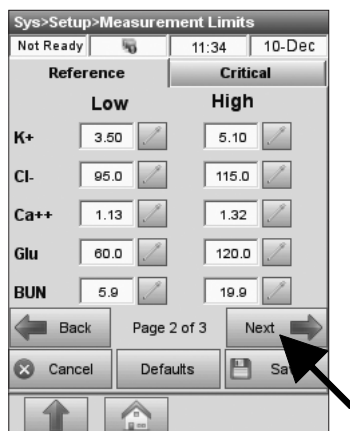 Sys>Setup>Measurement Limits
Not Ready 11:34 10-Dec
Reference Critical
Low High
K+ 3.50 5.10
Cl- 95.0 115.0
Ca++ 1.13 1.32
Glu 60.0 120.0
BUN 5.9 19.9
Back Page 2 of 3 Next
Cancel Defaults